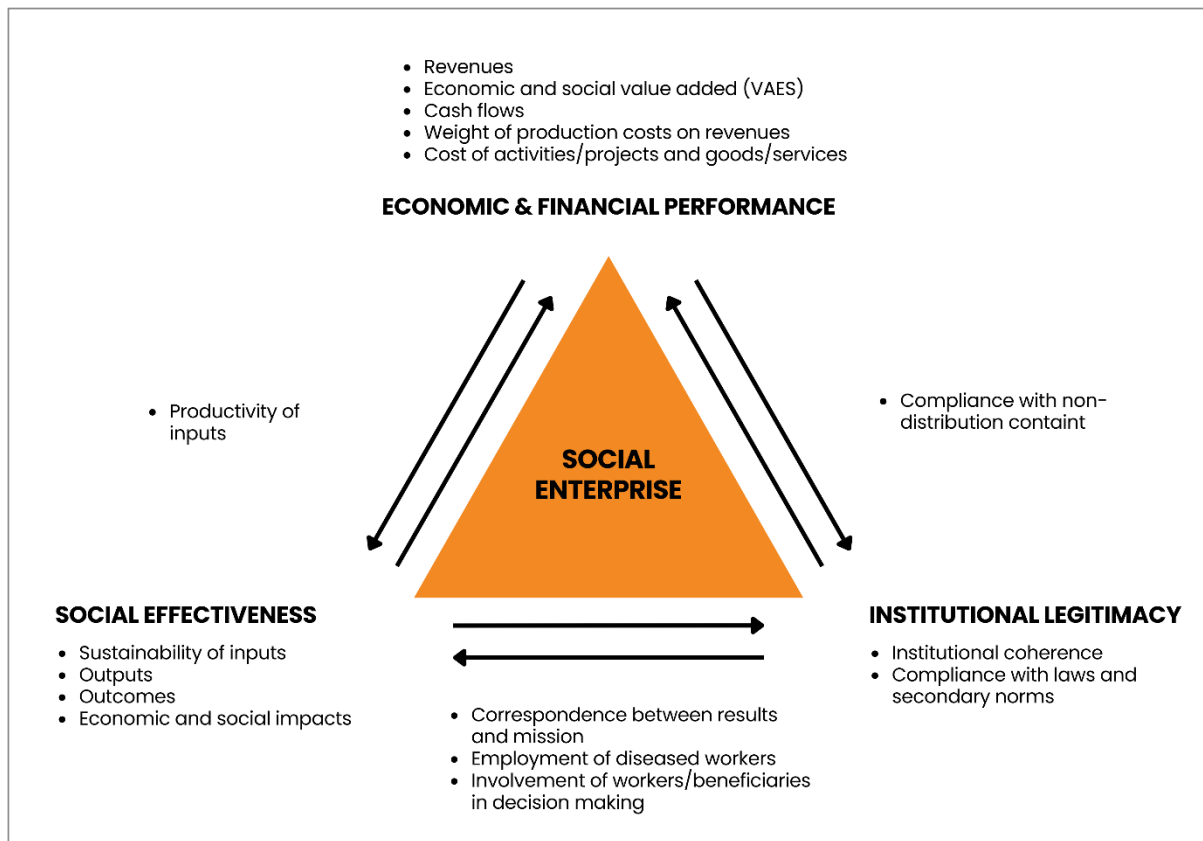 • Revenues
• Economic and social value added (VAES)
• Cash flows
• Weight of production costs on revenues
• Cost of activities/projects and goods/services
ECONOMIC & FINANCIAL PERFORMANCE
• Productivity of
inputs
• Compliance with non-
distribution containt
SOCIAL
ENTERPRISE
SOCIAL EFFECTIVENESS
• Sustainability of inputs
• Outputs
• Outcomes
• Economic and social impacts
INSTITUTIONAL LEGITIMACY
• Institutional coherence
• Compliance with laws and
secondary norms
• Correspondence between results
and mission
• Employment of diseased workers
• Involvement of workers/beneficiaries
in decision making